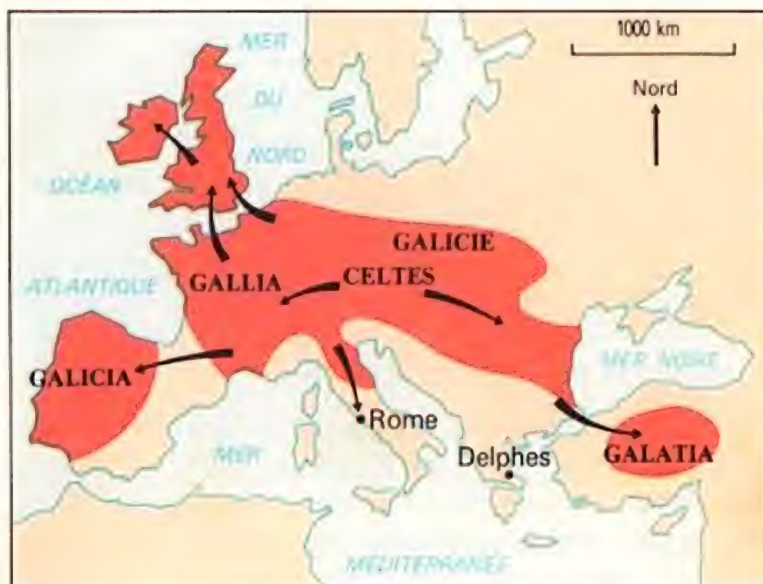 MER
DU
NORD
1000 km
Nord
OCÉAN
ATLANTIQUE
GALICIE
GALLIA
CELTES
GALICIA
MER NOIRE
Rome
MER
Delphes
GALATIA
MÉDITERRANÉE